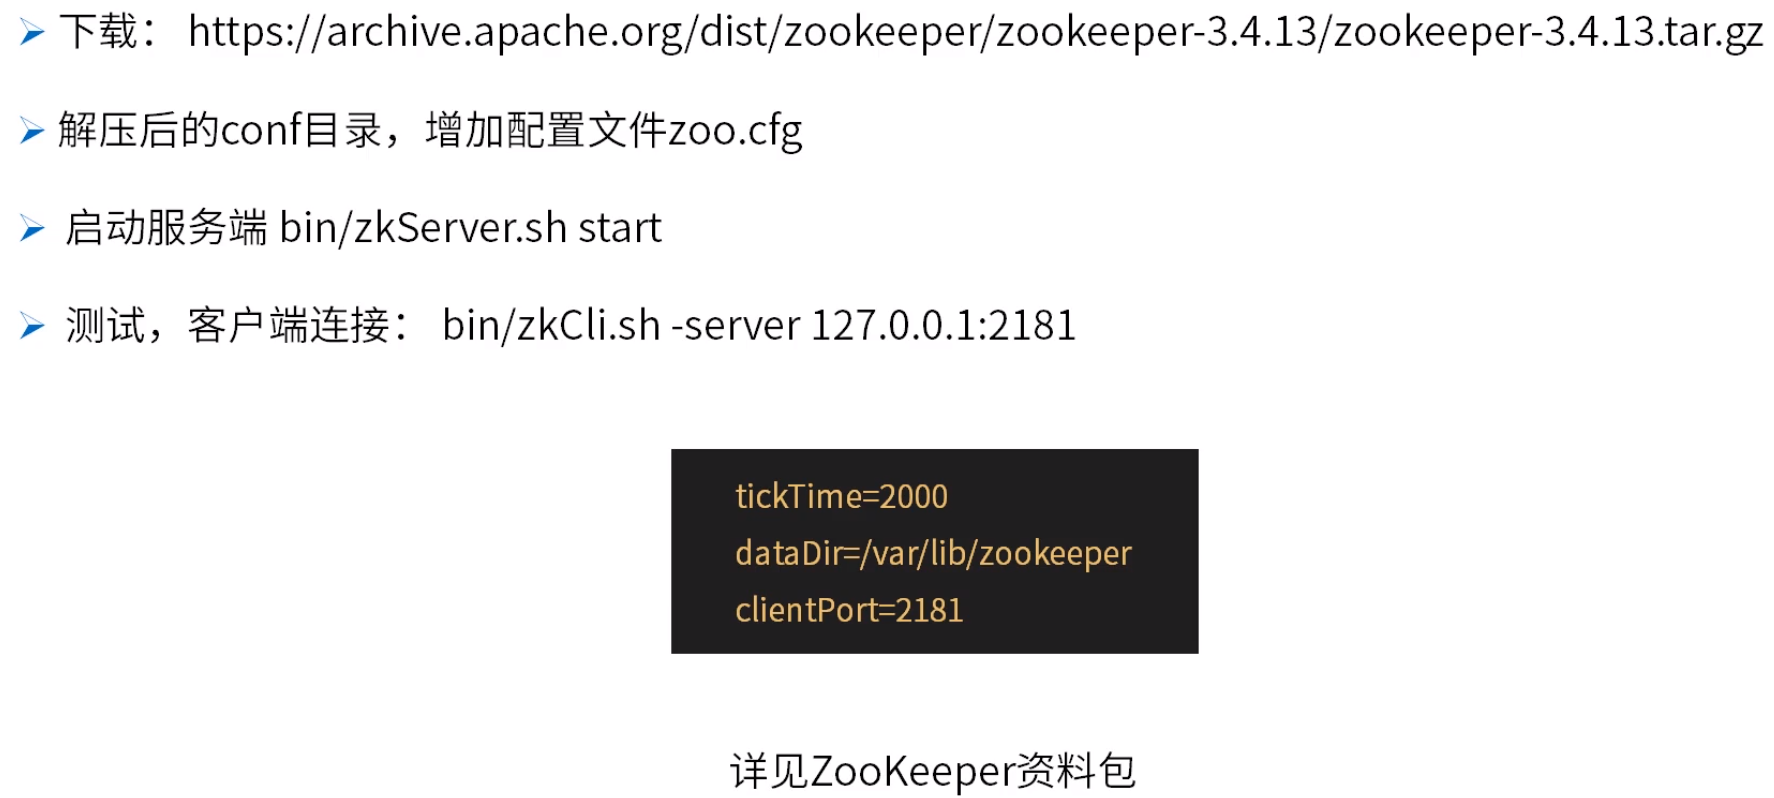 下载： https://archive.apache.org/dist/zookeeper/zookeeper-3.4.13/zookeeper-3.4.13.tar.gz
解压后的conf目录，增加配置文件zoo.cfg
启动服务端 bin/zkServer.sh start
测试，客户端连接： bin/zkCli.sh -server 127.0.0.1:2181
tickTime=2000
dataDir=/var/lib/zookeeper
clientPort=2181
详见ZooKeeper资料包